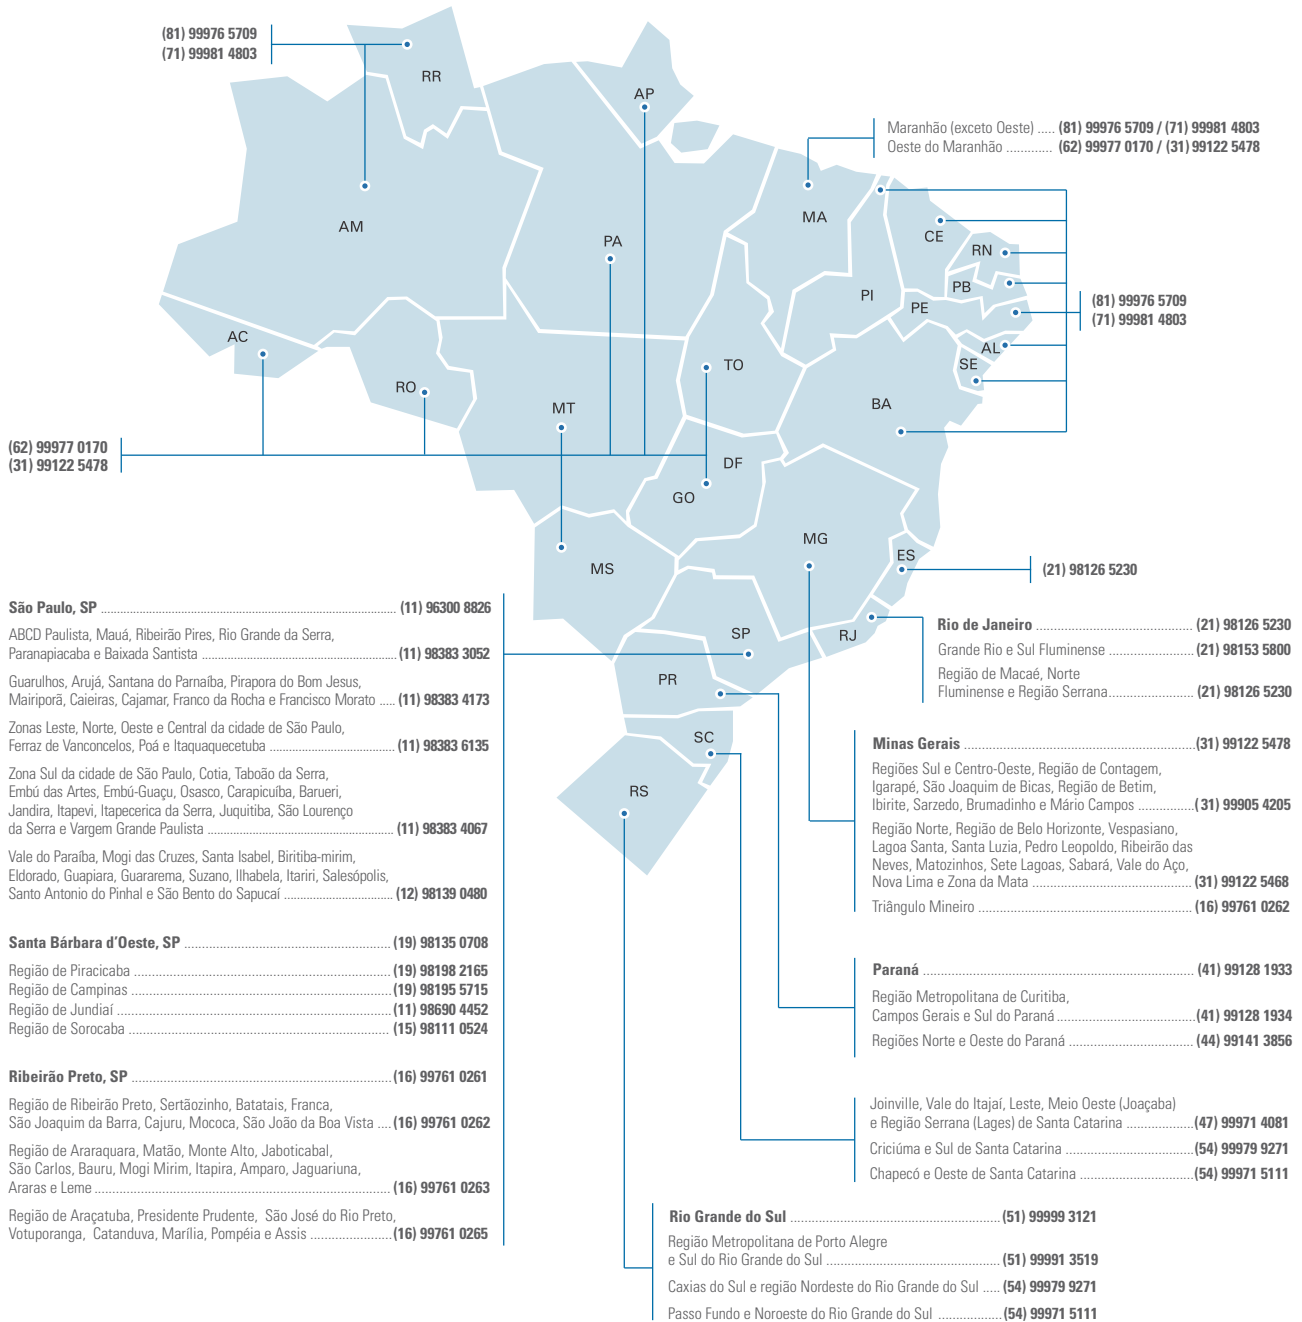 (81) 99976 5709
(71) 99981 4803
RR
AP
AM
PA
MA
Maranhão (exceto Oeste) ..... (81) 99976 5709 / (71) 99981 4803
Oeste do Maranhão ............. (62) 99977 0170 / (31) 99122 5478
CE
RN
PI
PB
PE
AL
SE
(81) 99976 5709
(71) 99981 4803
AC
RO
MT
TO
BA
(62) 99977 0170
(31) 99122 5478
DF
GO
MG
ES
MS
(21) 98126 5230
SP
RJ
PR
SC
RS
São Paulo, SP ........ (11) 96300 8826
ABCD Paulista, Mauá, Ribeirão Pires, Rio Grande da Serra,
Paranapiacaba e Baixada Santista ........ (11) 98383 3052
Guarulhos, Arujá, Santana do Parnaíba, Pirapora do Bom Jesus,
Mairiporã, Caieiras, Cajamar, Franco da Rocha e Francisco Morato ..... (11) 98383 4173
Zonas Leste, Norte, Oeste e Central da cidade de São Paulo,
Ferraz de Vanconcelos, Poá e Itaquaquecetuba ........ (11) 98383 6135
Zona Sul da cidade de São Paulo, Cotia, Taboão da Serra,
Embú das Artes, Embú-Guaçu, Osasco, Carapicuíba, Barueri,
Jandira, Itapevi, Itapecerica da Serra, Juquitiba, São Lourenço
da Serra e Vargem Grande Paulista ........ (11) 98383 4067
Vale do Paraíba, Mogi das Cruzes, Santa Isabel, Biritiba-mirim,
Eldorado, Guapiara, Guararema, Suzano, Ilhabela, Itariri, Salesópolis,
Santo Antonio do Pinhal e São Bento do Sapucaí ........ (12) 98139 0480
Santa Bárbara d'Oeste, SP ........ (19) 98135 0708
Região de Piracicaba ........ (19) 98198 2165
Região de Campinas ........ (19) 98195 5715
Região de Jundiaí ........ (11) 98690 4452
Região de Sorocaba ........ (15) 98111 0524
Ribeirão Preto, SP ........ (16) 99761 0261
Região de Ribeirão Preto, Sertãozinho, Batatais, Franca,
São Joaquim da Barra, Cajuru, Mococa, São João da Boa Vista .... (16) 99761 0262
Região de Araraquara, Matão, Monte Alto, Jaboticabal,
São Carlos, Bauru, Mogi Mirim, Itapira, Amparo, Jaguariuna,
Araras e Leme ........ (16) 99761 0263
Região de Araçatuba, Presidente Prudente, São José do Rio Preto,
Votuporanga, Catanduva, Marília, Pompéia e Assis ........ (16) 99761 0265
Rio de Janeiro ........ (21) 98126 5230
Grande Rio e Sul Fluminense ........ (21) 98153 5800
Região de Macaé, Norte
Fluminense e Região Serrana ........ (21) 98126 5230
Minas Gerais ........ (31) 99122 5478
Regiões Sul e Centro-Oeste, Região de Contagem,
Igarapé, São Joaquim de Bicas, Região de Betim,
Ibirite, Sarzedo, Brumadinho e Mário Campos ........ (31) 99905 4205
Região Norte, Região de Belo Horizonte, Vespasiano,
Lagoa Santa, Santa Luzia, Pedro Leopoldo, Ribeirão das
Neves, Matozinhos, Sete Lagoas, Sabará, Vale do Aço,
Nova Lima e Zona da Mata ........ (31) 99122 5468
Triângulo Mineiro ........ (16) 99761 0262
Paraná ........ (41) 99128 1933
Região Metropolitana de Curitiba,
Campos Gerais e Sul do Paraná ........ (41) 99128 1934
Regiões Norte e Oeste do Paraná ........ (44) 99141 3856
Joinville, Vale do Itajaí, Leste, Meio Oeste (Joaçaba)
e Região Serrana (Lages) de Santa Catarina ........ (47) 99971 4081
Criciúma e Sul de Santa Catarina ........ (54) 99979 9271
Chapecó e Oeste de Santa Catarina ........ (54) 99971 5111
Rio Grande do Sul ........ (51) 99999 3121
Região Metropolitana de Porto Alegre
e Sul do Rio Grande do Sul ........ (51) 99991 3519
Caxias do Sul e região Nordeste do Rio Grande do Sul ..... (54) 99979 9271
Passo Fundo e Noroeste do Rio Grande do Sul ........ (54) 99971 5111